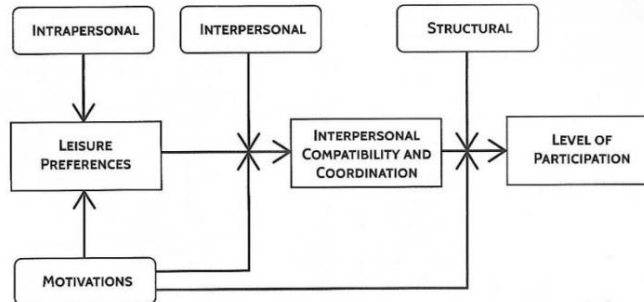 INTRAPERSONAL
INTERPERSONAL
STRUCTURAL
LEISURE
PREFERENCES
INTERPERSONAL
COMPATIBILITY AND
COORDINATION
LEVEL OF
PARTICIPATION
MOTIVATIONS